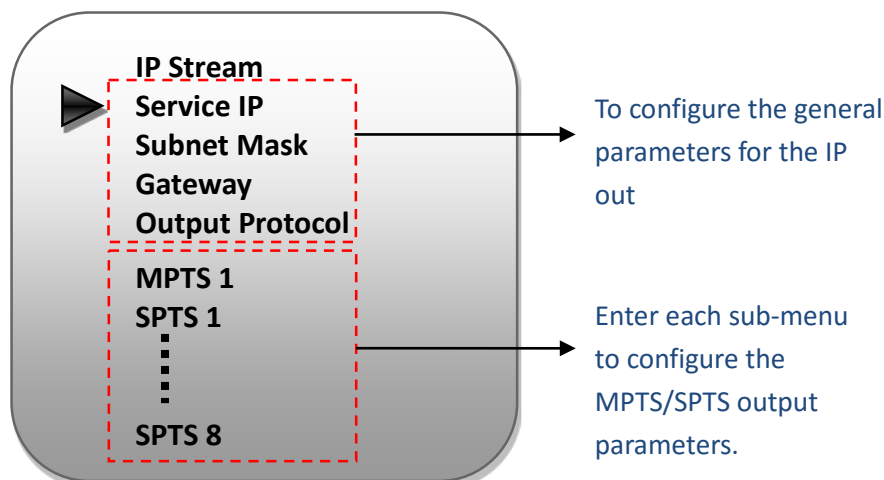 IP Stream
Service IP
Subnet Mask
Gateway
Output Protocol
MPTS 1
SPTS 1
SPTS 8
To configure the general
parameters for the IP
out
Enter each sub-menu
to configure the
MPTS/SPTS output
parameters.